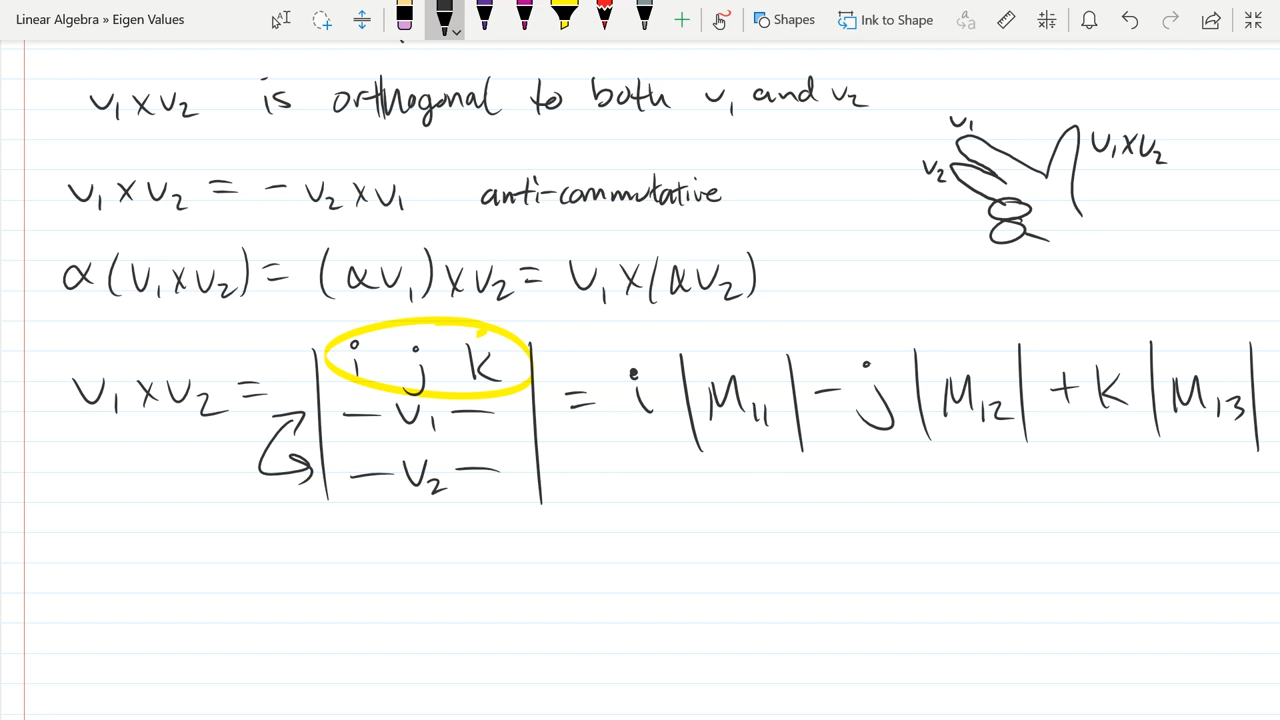 Linear Algebra » Eigen Values
Shapes
Ink to Shape
v₁ x v₂ is orthogonal to both v₁ and v₂
v₁
v₂
v₁ x v₂
v₁ x v₂ = - v₂ x v₁ anti-commutative
α(v₁ x v₂) = (αv₁) x v₂ = v₁ x (αv₂)
i j k
v₁ x v₂ = | - v₁ - | = i |M₁₁| - j |M₁₂| + k |M₁₃|
- v₂ -